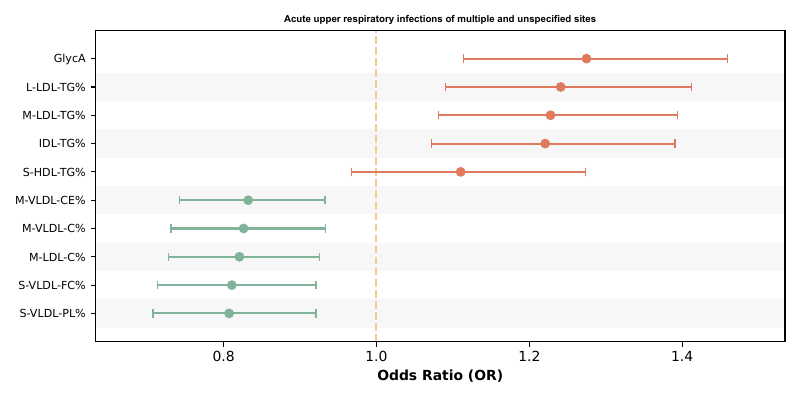 Acute upper respiratory infections of multiple and unspecified sites
GlycA
L-LDL-TG%
M-LDL-TG%
IDL-TG%
S-HDL-TG%
M-VLDL-CE%
M-VLDL-C%
M-LDL-C%
S-VLDL-FC%
S-VLDL-PL%
0.8 1.0 1.2 1.4
Odds Ratio (OR)